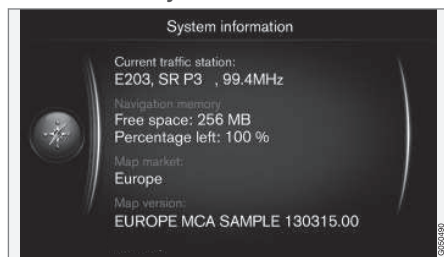 System information
Current traffic station:
E203, SR P3 , 99.4MHz
Navigation memory
Free space: 256 MB
Percentage left: 100 %
Map market:
Europe
Map version:
EUROPE MCA SAMPLE 130315.00
G050490